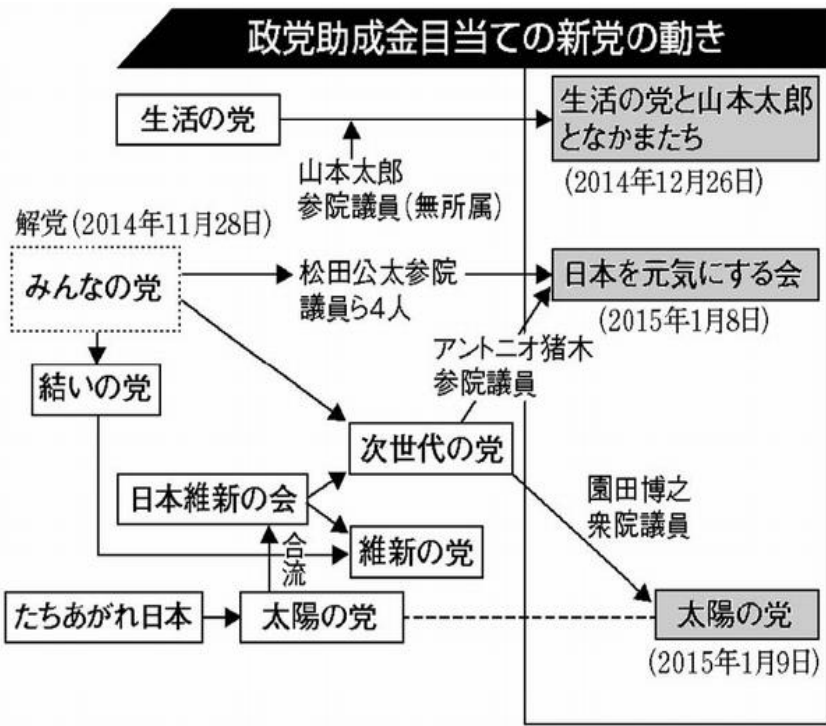 政党助成金目当ての新党の動き
生活の党
生活の党と山本太郎
となかまたち
(2014年12月26日)
山本太郎
参院議員(無所属)
解党(2014年11月28日)
みんなの党
松田公太参院
議員ら4人
日本を元気にする会
(2015年1月8日)
アントニオ猪木
参院議員
結いの党
次世代の党
園田博之
衆院議員
日本維新の会
維新の党
合流
たちあがれ日本
太陽の党
太陽の党
(2015年1月9日)